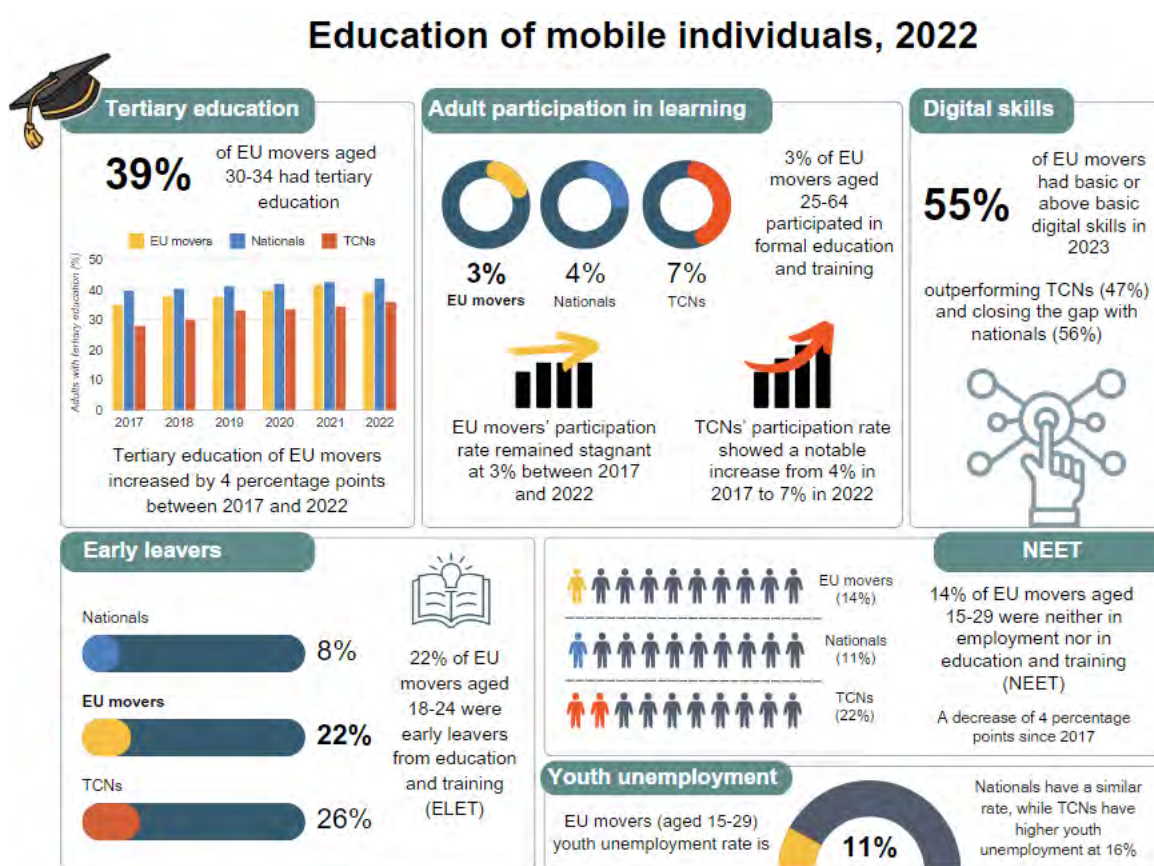 Education of mobile individuals, 2022
Tertiary education
39%
of EU movers aged
30-34 had tertiary
education
EU movers
Nationals
TCNs
Adults with tertiary education (%)
50
40
30
20
10
0
2017
2018
2019
2020
2021
2022
Tertiary education of EU movers
increased by 4 percentage points
between 2017 and 2022
Adult participation in learning
3%
EU movers
4%
Nationals
7%
TCNs
3% of EU
movers aged
25-64
participated in
formal education
and training
EU movers' participation
rate remained stagnant
at 3% between 2017
and 2022
TCNs' participation rate
showed a notable
increase from 4% in
2017 to 7% in 2022
Digital skills
55%
of EU movers
had basic or
above basic
digital skills in
2023
outperforming TCNs (47%)
and closing the gap with
nationals (56%)
Early leavers
Nationals
8%
EU movers
22%
TCNs
26%
22% of EU
movers aged
18-24 were
early leavers
from education
and training
(ELET)
NEET
EU movers
(14%)
Nationals
(11%)
TCNs
(22%)
14% of EU movers aged
15-29 were neither in
employment nor in
education and training
(NEET)
A decrease of 4 percentage
points since 2017
Youth unemployment
EU movers (aged 15-29)
youth unemployment rate is
11%
Nationals have a similar
rate, while TCNs have
higher youth
unemployment at 16%